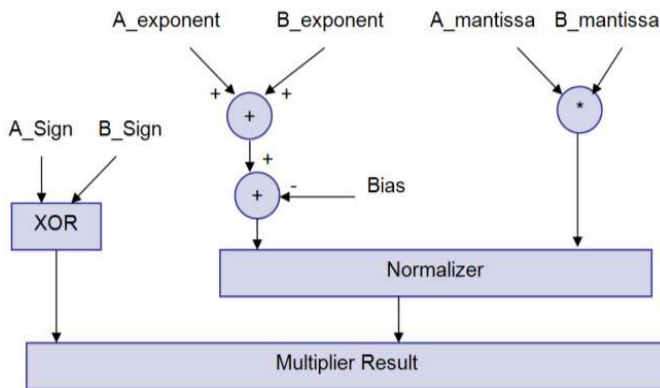 A_exponent B_exponent A_mantissa B_mantissa
+ + + *
A_Sign B_Sign
+
+ - Bias
XOR
Normalizer
Multiplier Result